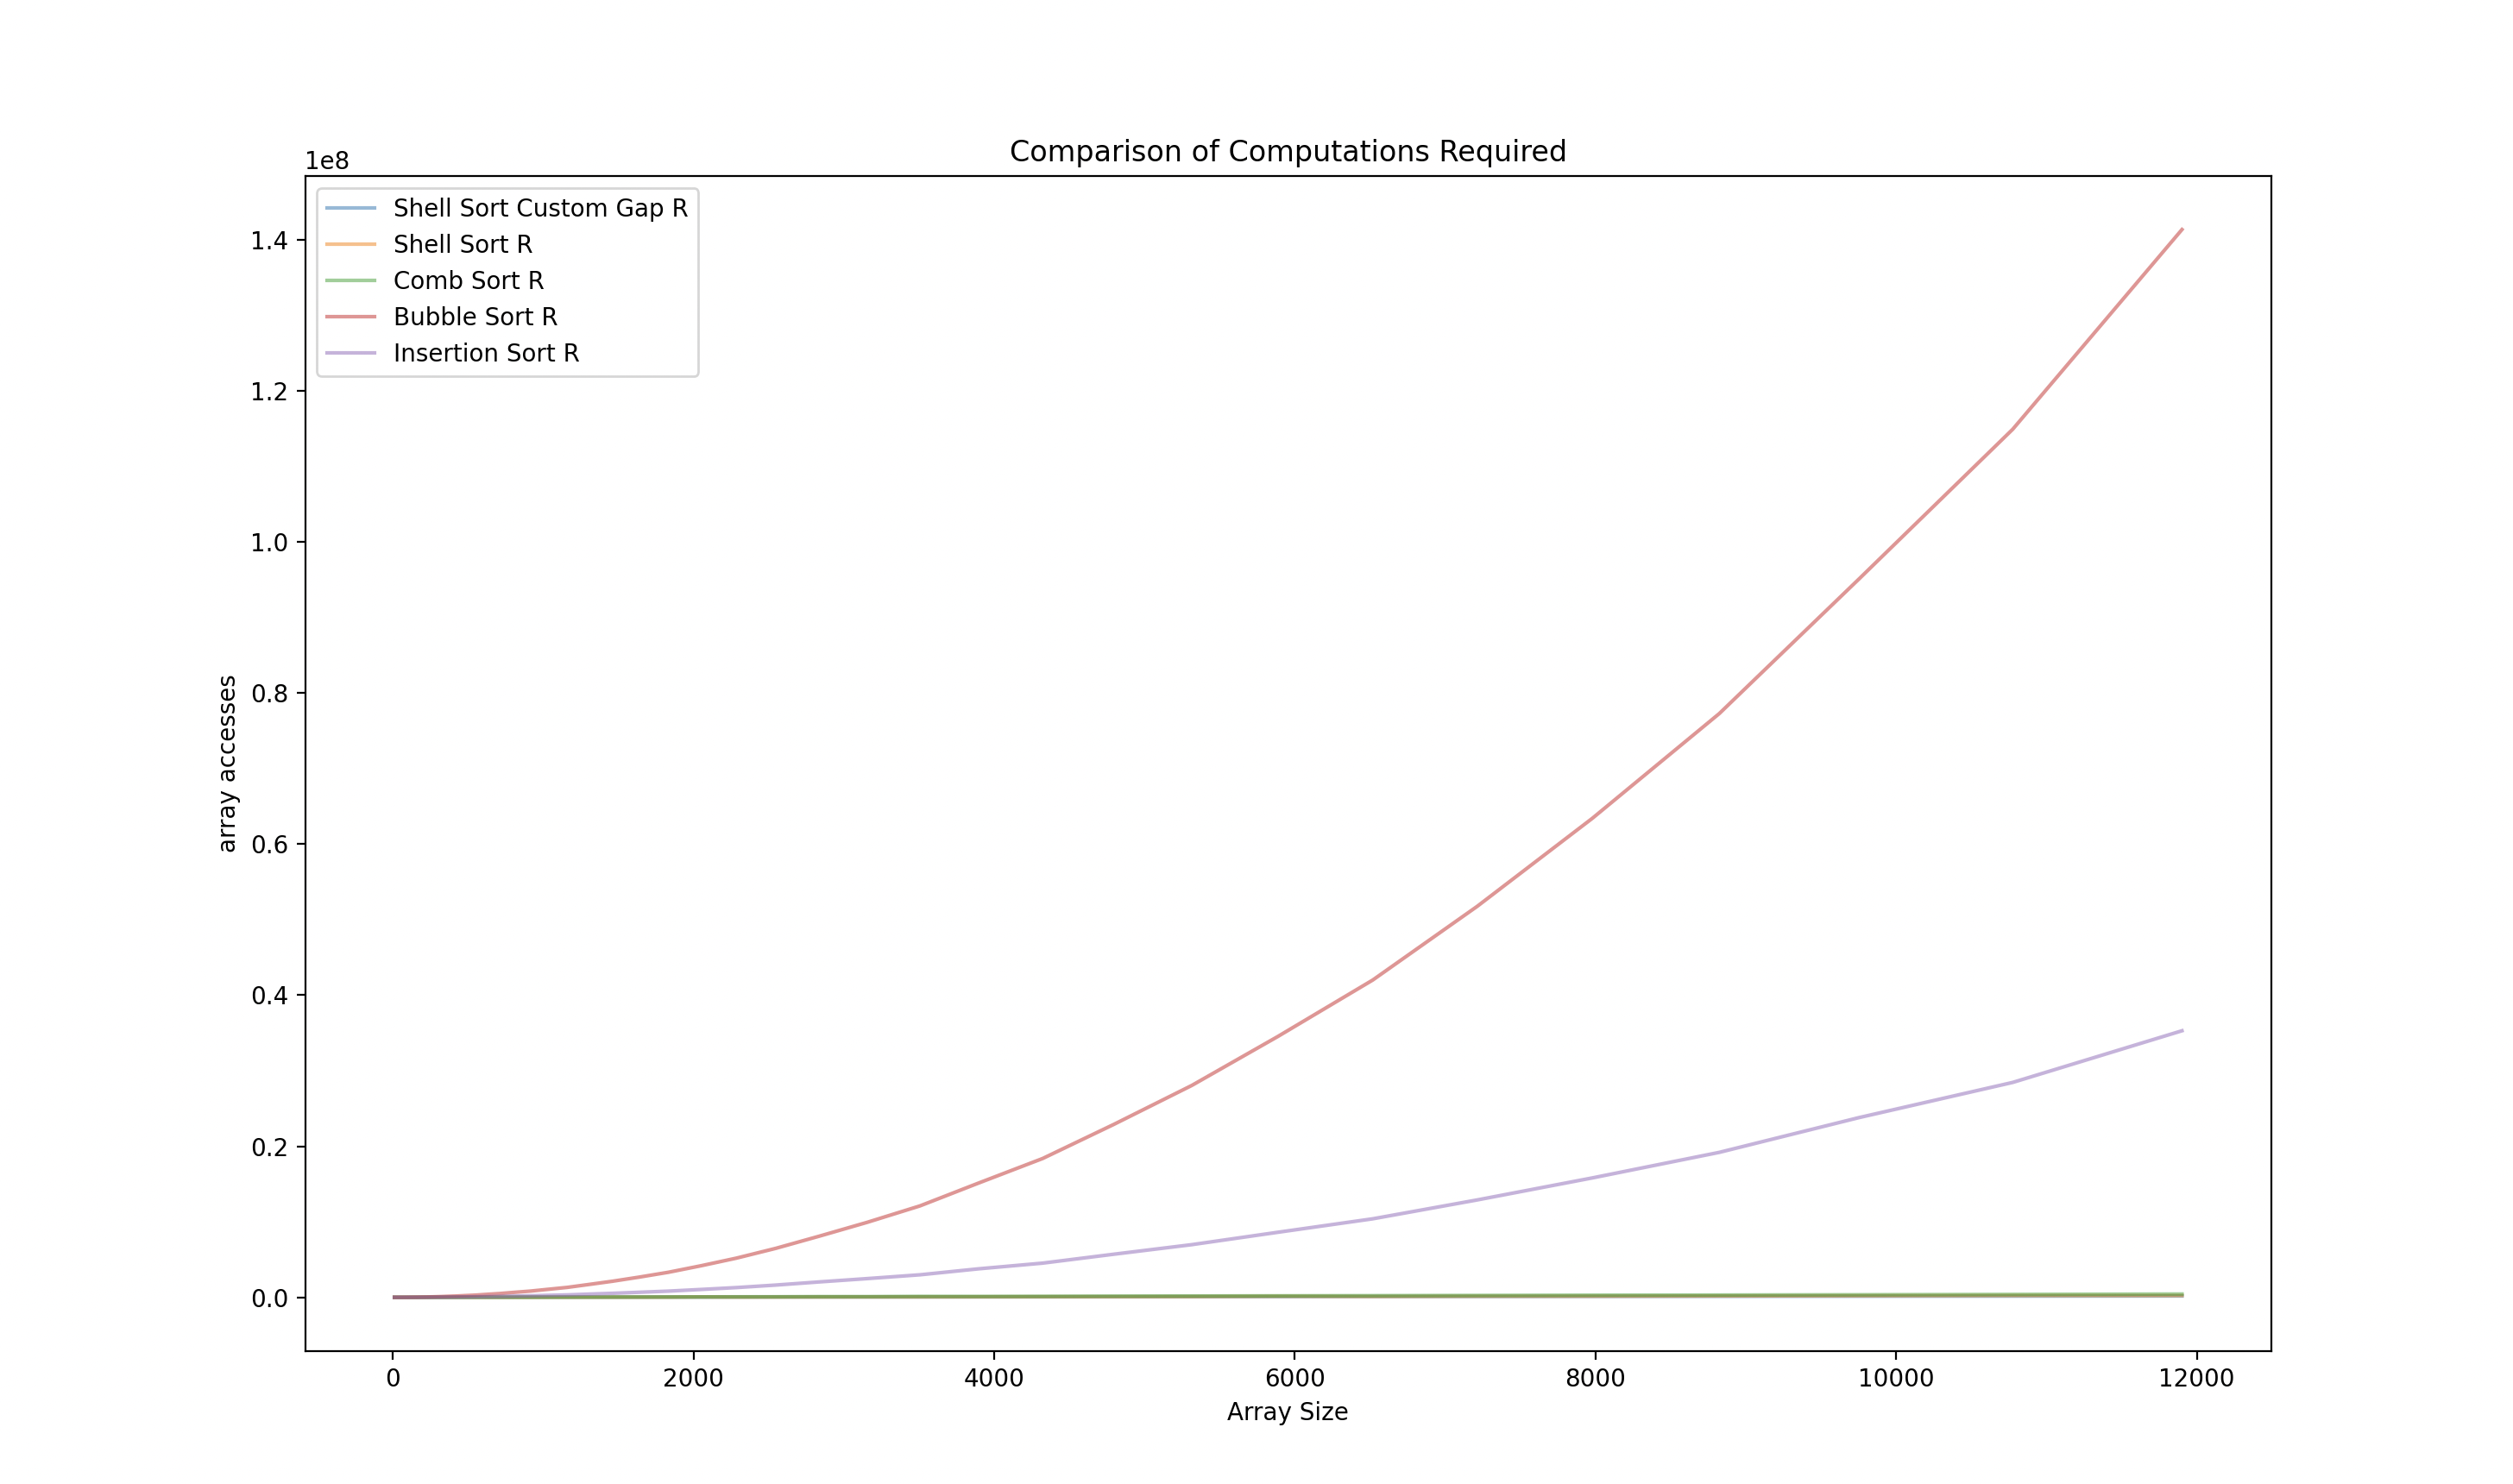 Comparison of Computations Required
1e8
Shell Sort Custom Gap R
Shell Sort R
Comb Sort R
Bubble Sort R
Insertion Sort R
1.4
1.2
1.0
0.8
0.6
0.4
0.2
0.0
array accesses
0 2000 4000 6000 8000 10000 12000
Array Size